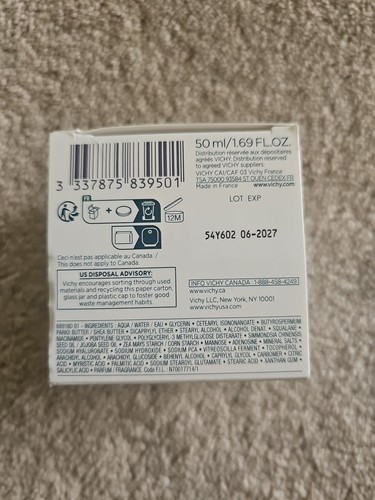 50 ml/1.69 FL.OZ.
Distribution réservée aux dépositaires
agréés VICHY. Distribution reserved
to agreed VICHY suppliers.
VICHY CAI/CAF 03 Vichy France
TSA 75000 93584 ST OUEN CEDEX FR
Made in France www.vichy.com
3 337875 839501
FR
12M
LOT EXP
54Y602 06-2027
Ceci n'est pas applicable au Canada. /
This does not apply to Canada.
US DISPOSAL ADVISORY:
Vichy encourages sorting through used
materials and recycling this paper carton,
glass jar and plastic cap to foster good
waste management habits.
INFO VICHY CANADA : 1-888-458-4249
www.vichy.ca
Vichy LLC, New York, NY 10001
www.vichyusa.com
INGREDIENTS : AQUA / WATER / EAU • GLYCERIN • CETEARYL ISONONANOATE • BUTYROSPERMUM
PARKII BUTTER / SHEA BUTTER • DICAPRYLYL ETHER • STEARYL ALCOHOL • ALCOHOL DENAT. • SQUALANE •
NIACINAMIDE • PENTYLENE GLYCOL • POLYGLYCERYL-3 METHYLGLUCOSE DISTEARATE • SIMMONDSIA CHINENSIS
SEED OIL / JOJOBA SEED OIL • ZEA MAYS STARCH / CORN STARCH • MANNOSE • ADENOSINE • MINERAL SALTS •
SODIUM HYALURONATE • SODIUM HYDROXIDE • SODIUM PCA • VITREOSCILLA FERMENT • TOCOPHEROL •
ARACHIDYL ALCOHOL • ARACHIDYL GLUCOSIDE • BEHENYL ALCOHOL • CAPRYLYL GLYCOL • CARBOMER • CITRIC
ACID • MYRISTIC ACID • PALMITIC ACID • SODIUM STEAROYL GLUTAMATE • STEARIC ACID • XANTHAN GUM •
SALICYLIC ACID • PARFUM / FRAGRANCE Code F.I.L.